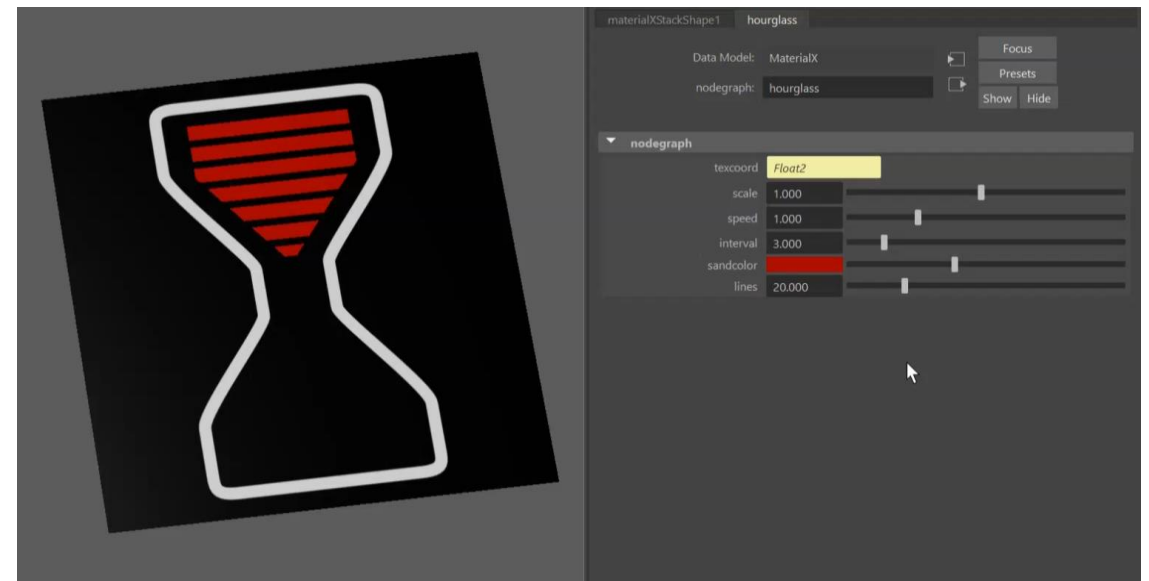 materialXStackShape1 hourglass
Data Model: MaterialX
nodegraph: hourglass
Focus
Presets
Show Hide
nodegraph
texcoord Float2
scale 1.000
speed 1.000
interval 3.000
sandcolor
lines 20.000